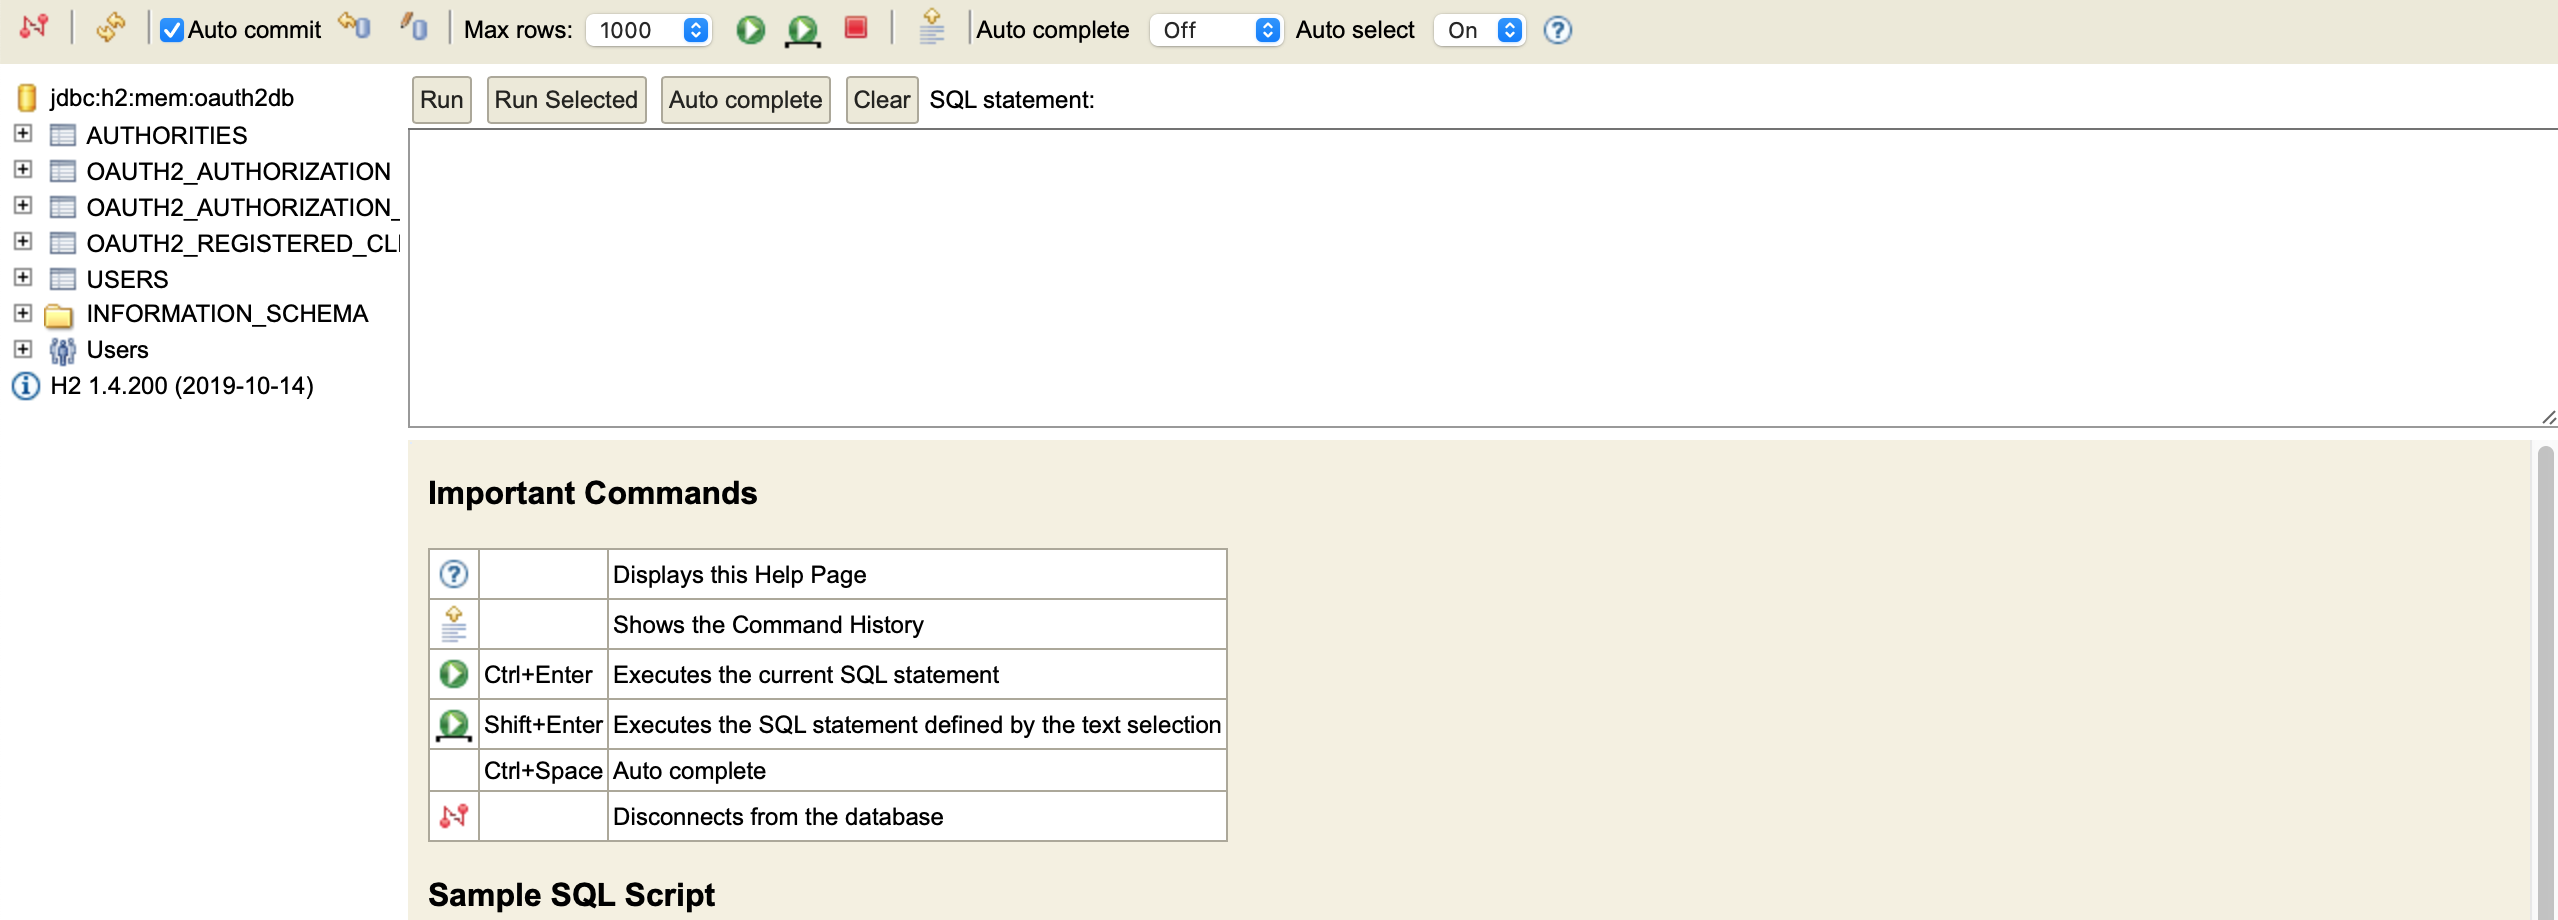 Auto commit Max rows: 1000 Auto complete Off Auto select On
jdbc:h2:mem:oauth2db
AUTHORITIES
OAUTH2_AUTHORIZATION
OAUTH2_AUTHORIZATION_
OAUTH2_REGISTERED_CLI
USERS
INFORMATION_SCHEMA
Users
H2 1.4.200 (2019-10-14)
Run Run Selected Auto complete Clear SQL statement:
Important Commands
Displays this Help Page
Shows the Command History
Ctrl+Enter Executes the current SQL statement
Shift+Enter Executes the SQL statement defined by the text selection
Ctrl+Space Auto complete
Disconnects from the database
Sample SQL Script